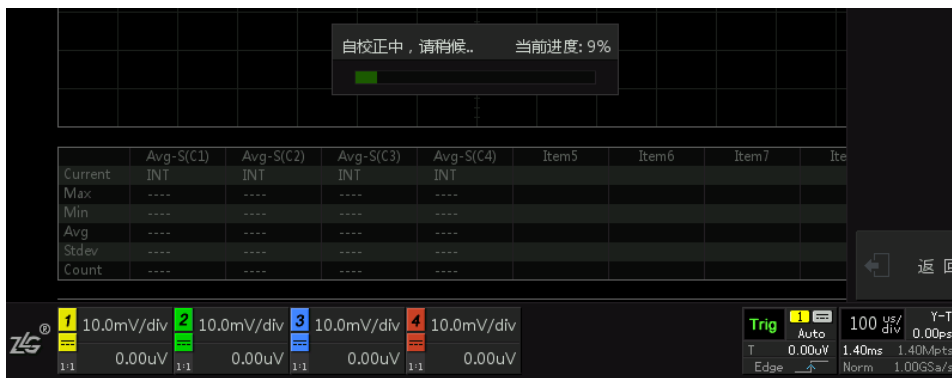 自校正中，请稍候.. 当前进度: 9%
Avg-S(C1) Avg-S(C2) Avg-S(C3) Avg-S(C4) Item5 Item6 Item7 Ite
Current INT INT INT INT
Max ---- ---- ---- ----
Min ---- ---- ---- ----
Avg ---- ---- ---- ----
Stdev ---- ---- ---- ----
Count ---- ---- ---- ----
返回
ZLG®
1 10.0mV/div 2 10.0mV/div 3 10.0mV/div 4 10.0mV/div
1:1 0.00uV 1:1 0.00uV 1:1 0.00uV 1:1 0.00uV
Trig 1 Auto
T 0.00uV
Edge
100 us/div Y-T
0.00ps
1.40ms 1.40Mpts
Norm 1.00GSa/s